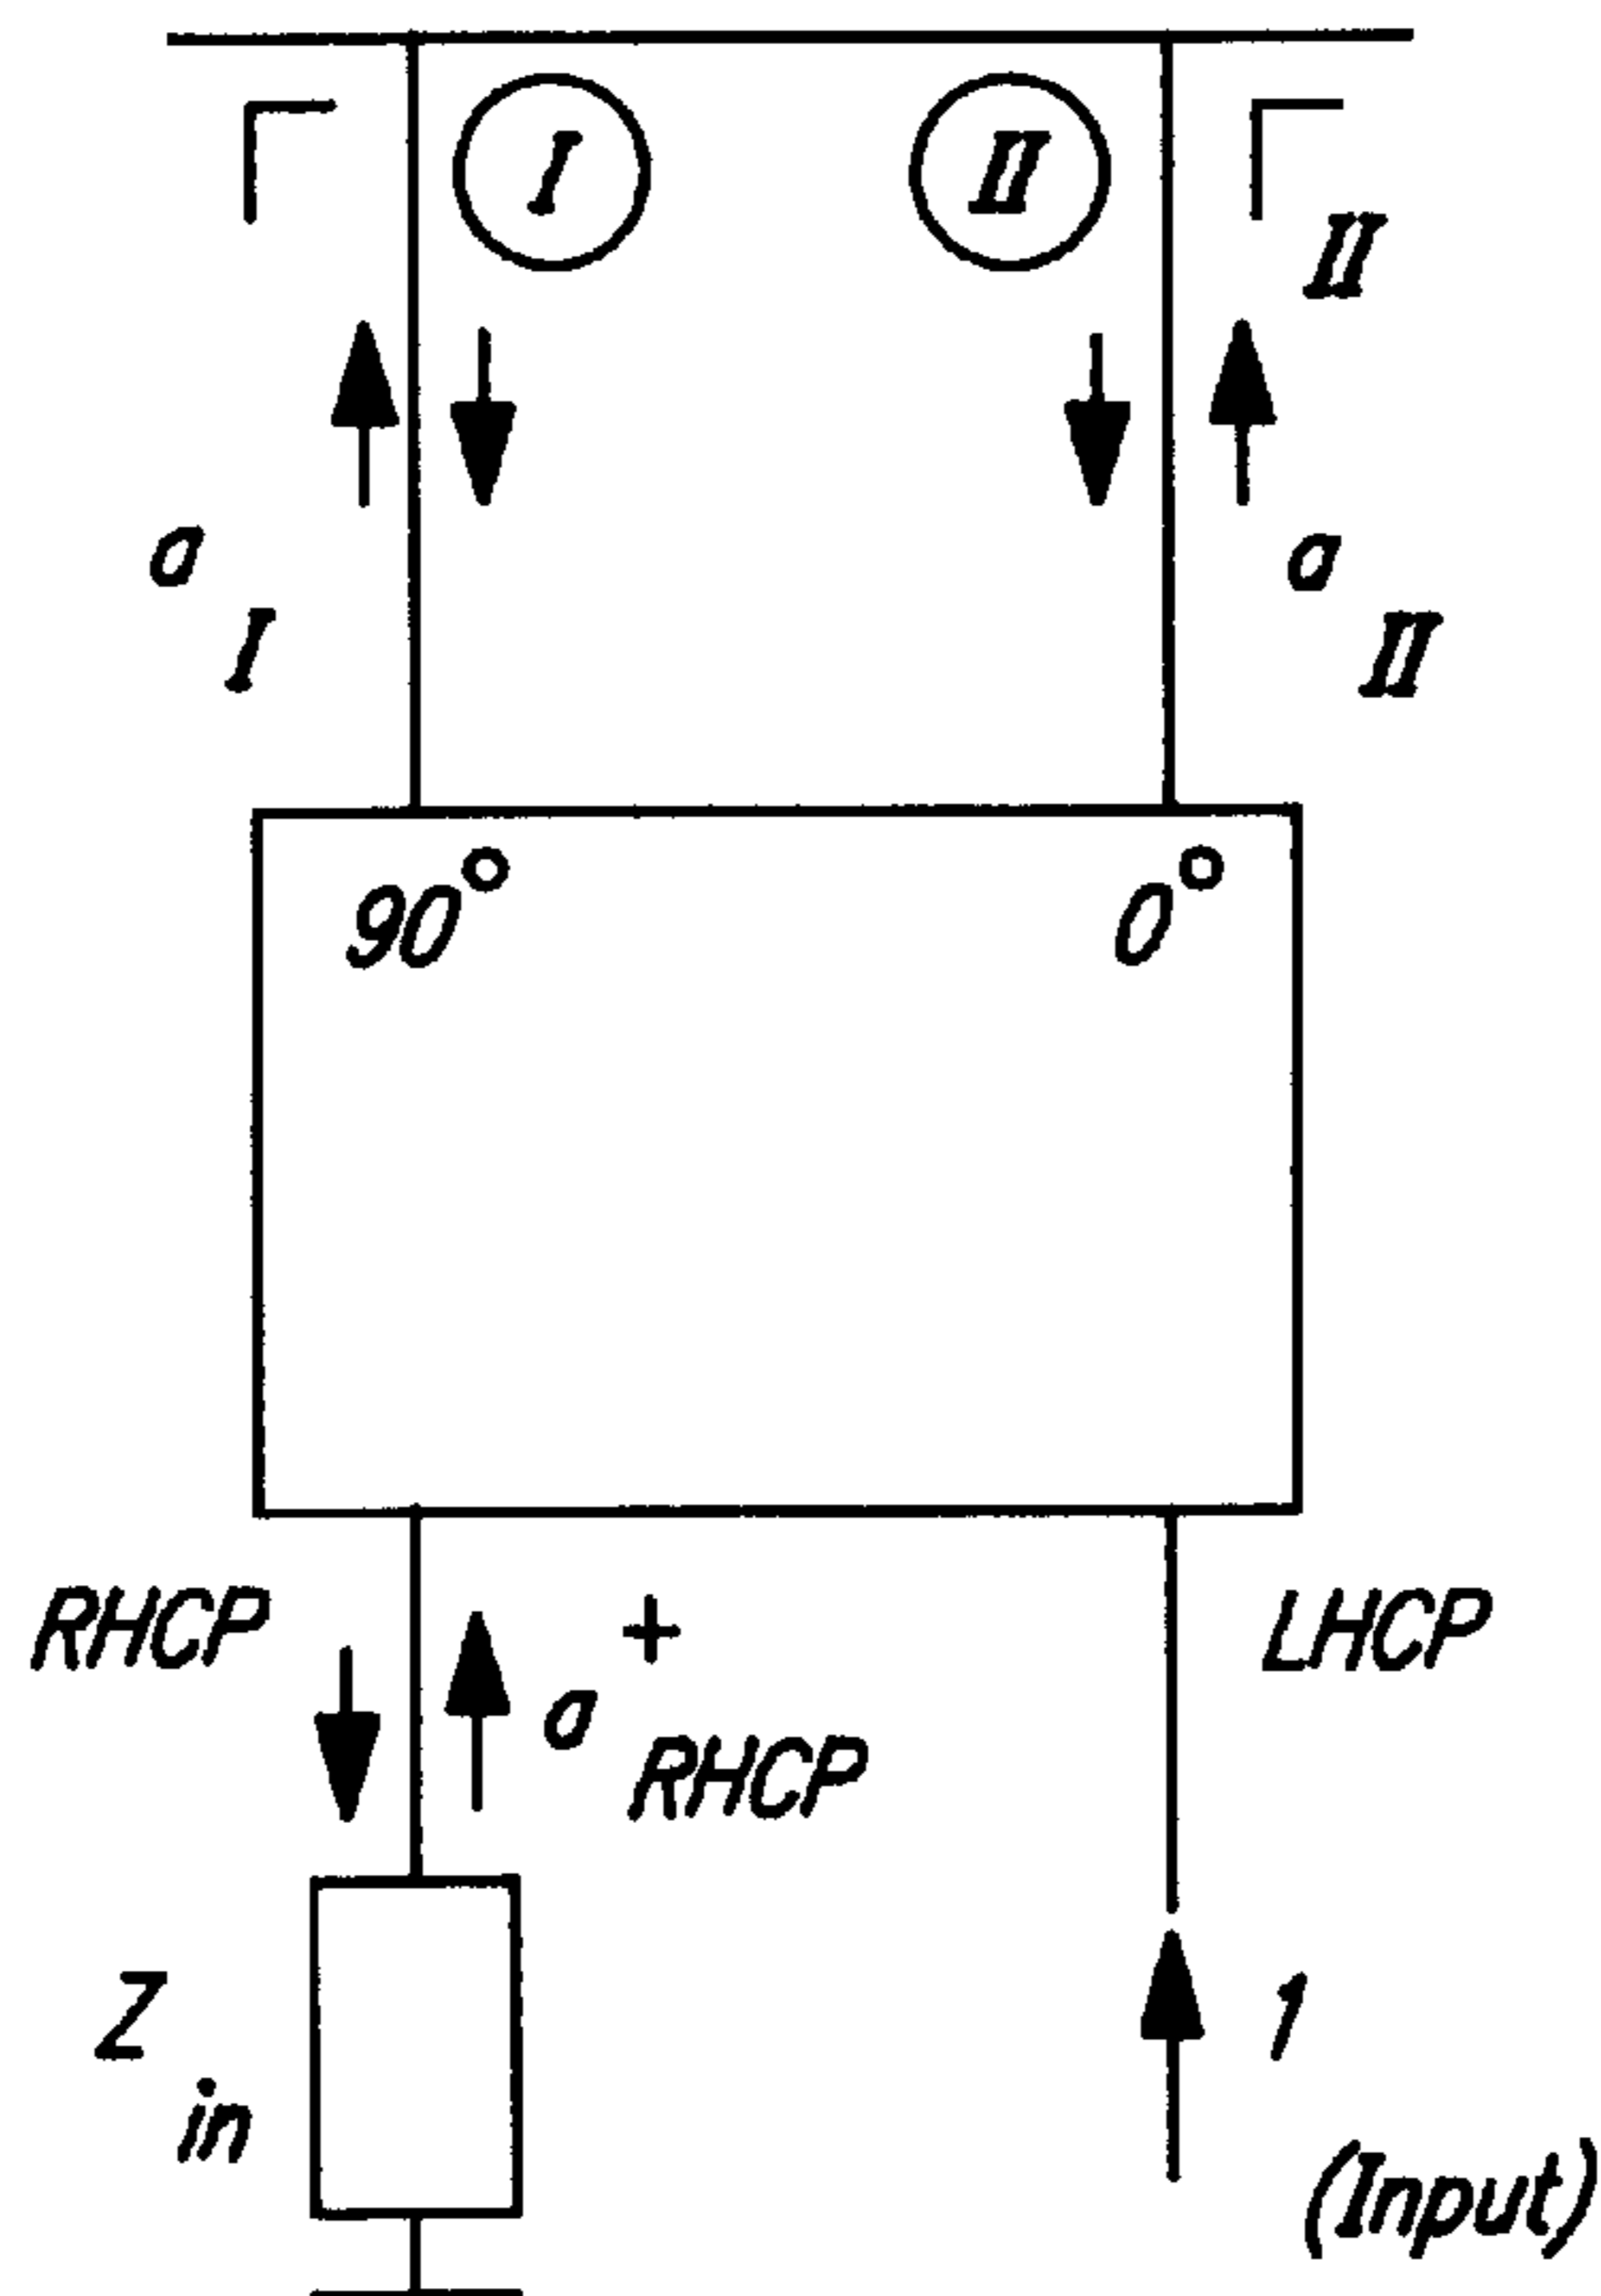 I II
II
a a
I II
90° 0°
RHCP + LHCP
a
RHCP
Z 1
in
(Input)